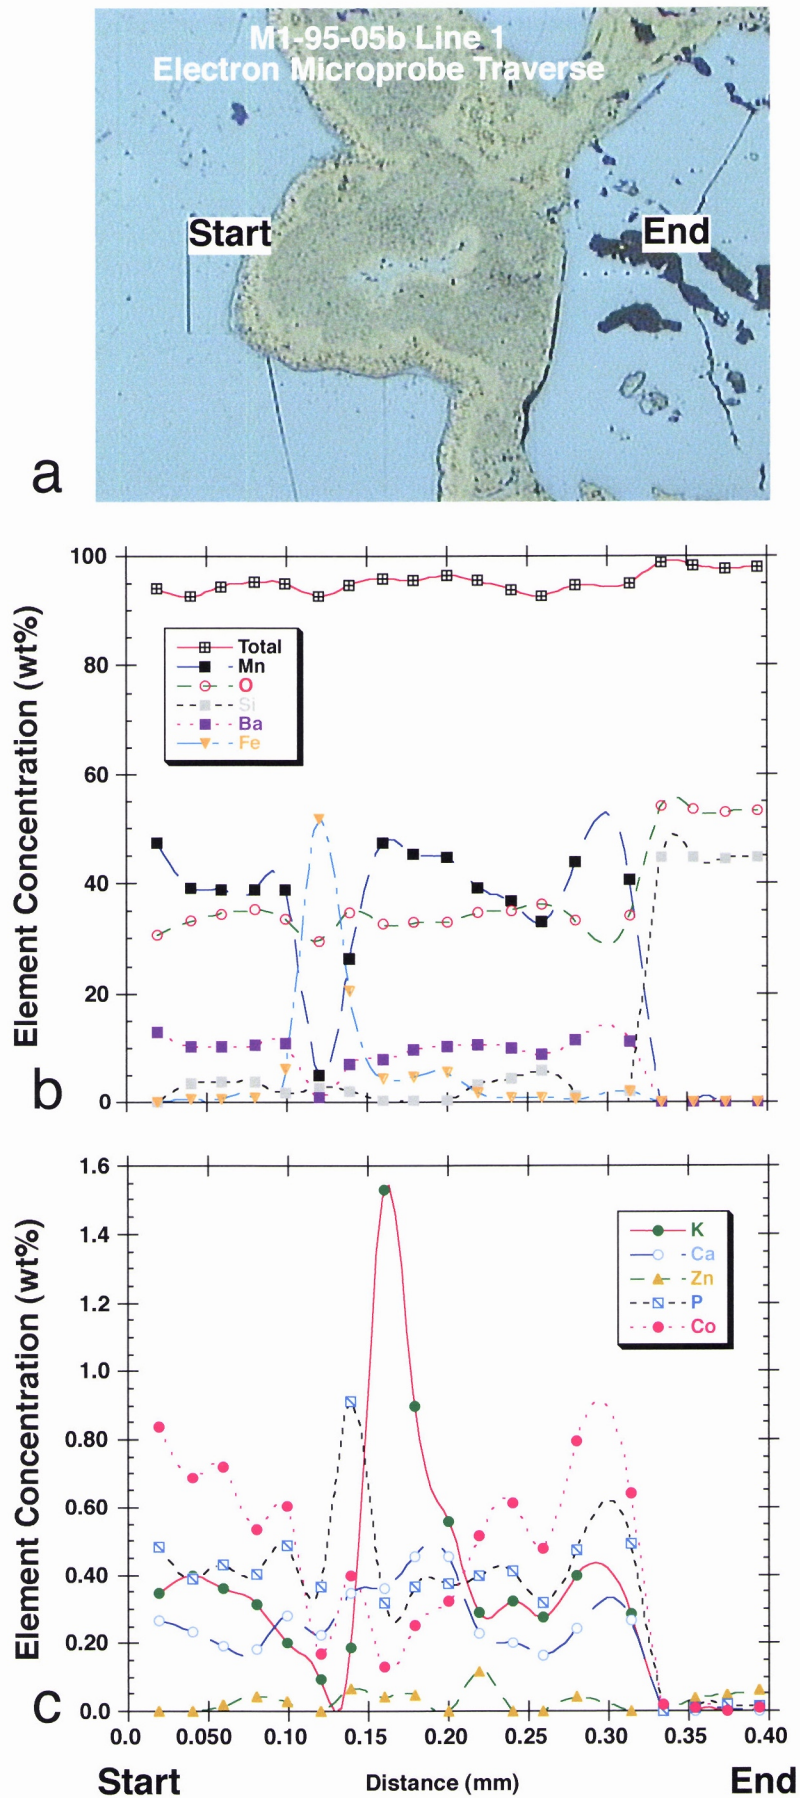 M1-95-05b Line 1
Electron Microprobe Traverse
Start
End
a
100
80
60
40
20
0
Element Concentration (wt%)
Total
Mn
O
Si
Ba
Fe
b
1.6
1.4
1.2
1.0
0.80
0.60
0.40
0.20
0.0
Element Concentration (wt%)
K
Ca
Zn
P
Co
c
0.0 0.050 0.10 0.15 0.20 0.25 0.30 0.35 0.40
Start Distance (mm) End